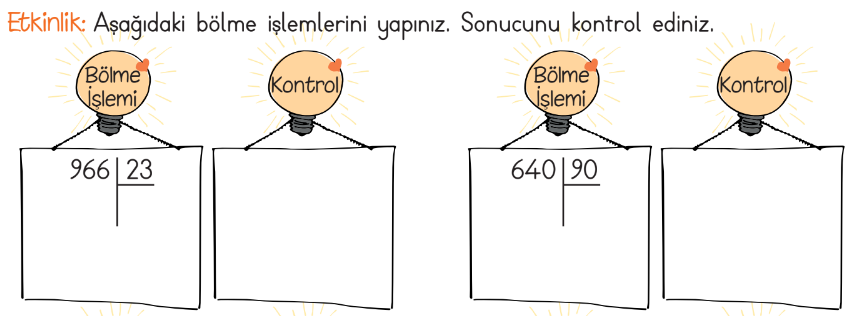 Etkinlik: Aşağıdaki bölme işlemlerini yapınız. Sonucunu kontrol ediniz.
Bölme
İşlemi
Kontrol
Bölme
İşlemi
Kontrol
966 23
640 90